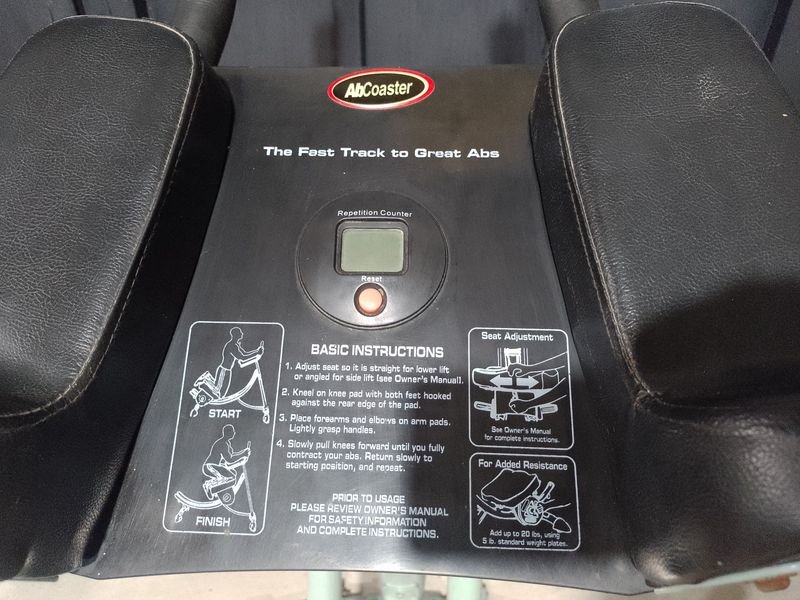 AbCoaster
The Fast Track to Great Abs
Repetition Counter
Reset
START
FINISH
BASIC INSTRUCTIONS
1. Adjust seat so it is straight for lower lift
or angled for side lift (see Owner's Manual).
2. Kneel on knee pad with both feet hooked
against the rear edge of the pad.
3. Place forearms and elbows on arm pads.
Lightly grasp handles.
4. Slowly pull knees forward until you fully
contract your abs. Return slowly to
starting position, and repeat.
PRIOR TO USAGE
PLEASE REVIEW OWNER'S MANUAL
FOR SAFETY INFORMATION
AND COMPLETE INSTRUCTIONS.
Seat Adjustment
See Owner's Manual
for complete instructions.
For Added Resistance
Add up to 20 lbs, using
5 lb. standard weight plates.